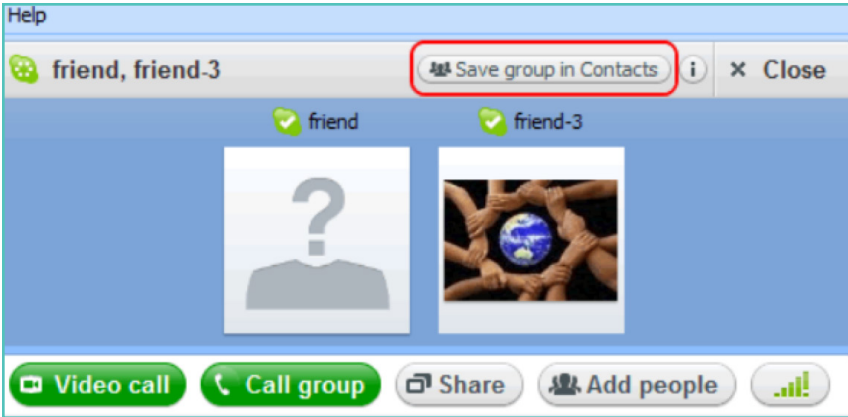 Help
friend, friend-3 Save group in Contacts i × Close
friend friend-3
?
Video call Call group Share Add people